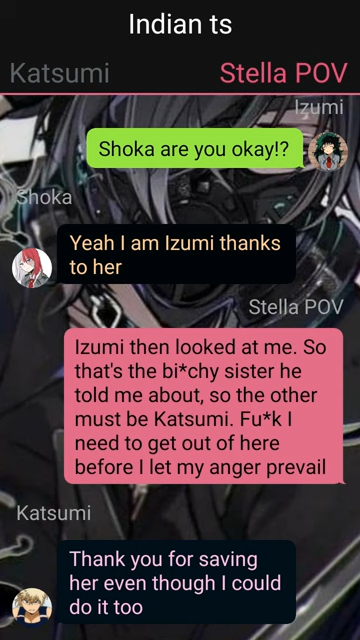 Indian ts
Katsumi
Stella POV
Izumi
Shoka are you okay!?
Shoka
Yeah I am Izumi thanks
to her
Stella POV
Izumi then looked at me. So
that's the bi*chy sister he
told me about, so the other
must be Katsumi. Fu*k I
need to get out of here
before I let my anger prevail
Katsumi
Thank you for saving
her even though I could
do it too